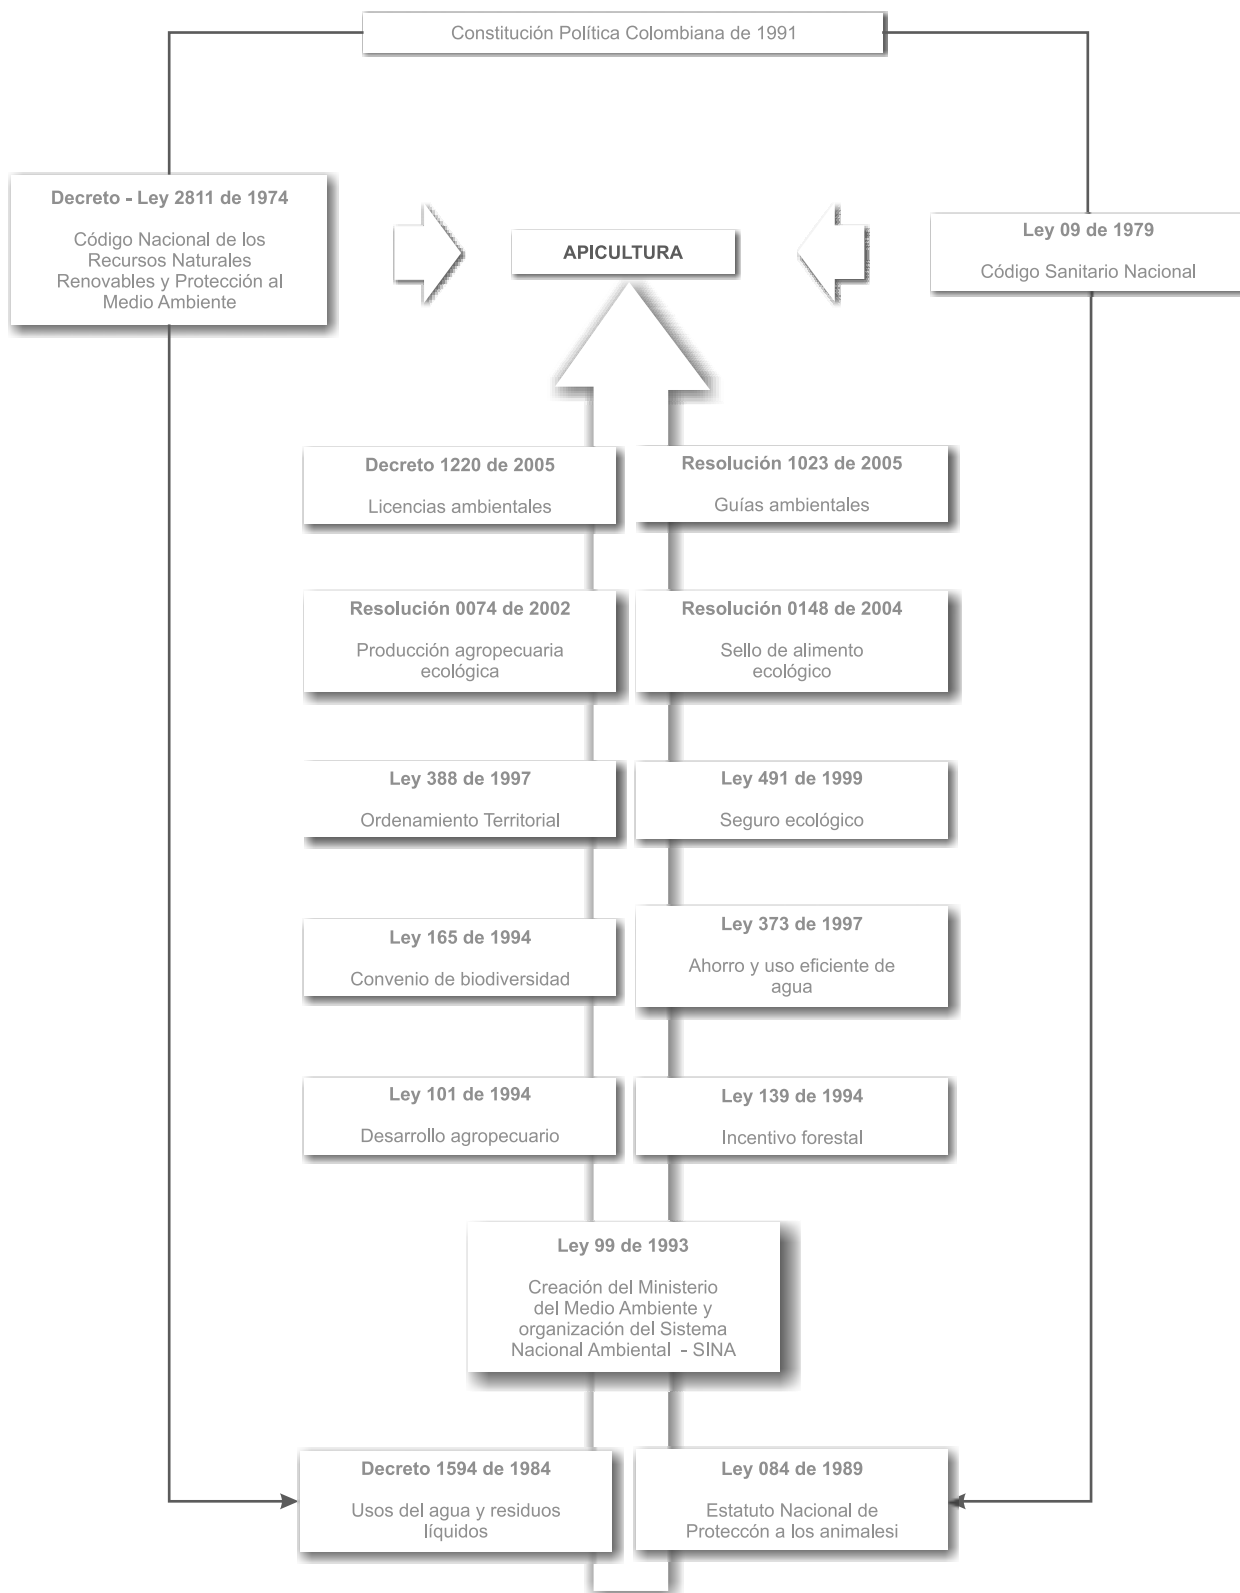 Constitución Política Colombiana de 1991
Decreto - Ley 2811 de 1974
Código Nacional de los
Recursos Naturales
Renovables y Protección al
Medio Ambiente
APICULTURA
Ley 09 de 1979
Código Sanitario Nacional
Decreto 1220 de 2005
Licencias ambientales
Resolución 1023 de 2005
Guías ambientales
Resolución 0074 de 2002
Producción agropecuaria
ecológica
Resolución 0148 de 2004
Sello de alimento
ecológico
Ley 388 de 1997
Ordenamiento Territorial
Ley 491 de 1999
Seguro ecológico
Ley 165 de 1994
Convenio de biodiversidad
Ley 373 de 1997
Ahorro y uso eficiente de
agua
Ley 101 de 1994
Desarrollo agropecuario
Ley 139 de 1994
Incentivo forestal
Ley 99 de 1993
Creación del Ministerio
del Medio Ambiente y
organización del Sistema
Nacional Ambiental - SINA
Decreto 1594 de 1984
Usos del agua y residuos
líquidos
Ley 084 de 1989
Estatuto Nacional de
Proteccón a los animalesi